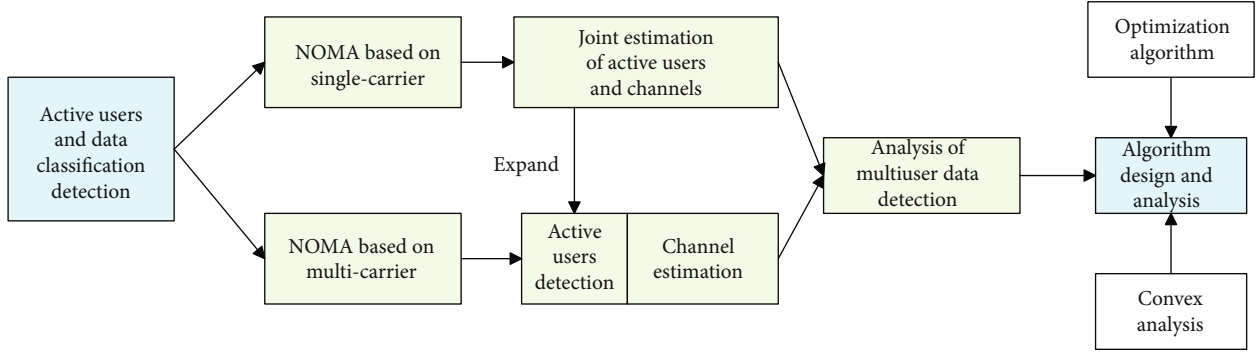 Active users
and data
classification
detection
NOMA based on
single-carrier
NOMA based on
multi-carrier
Joint estimation
of active users
and channels
Expand
Active
users
detection
Channel
estimation
Analysis of
multiuser data
detection
Optimization
algorithm
Algorithm
design and
analysis
Convex
analysis